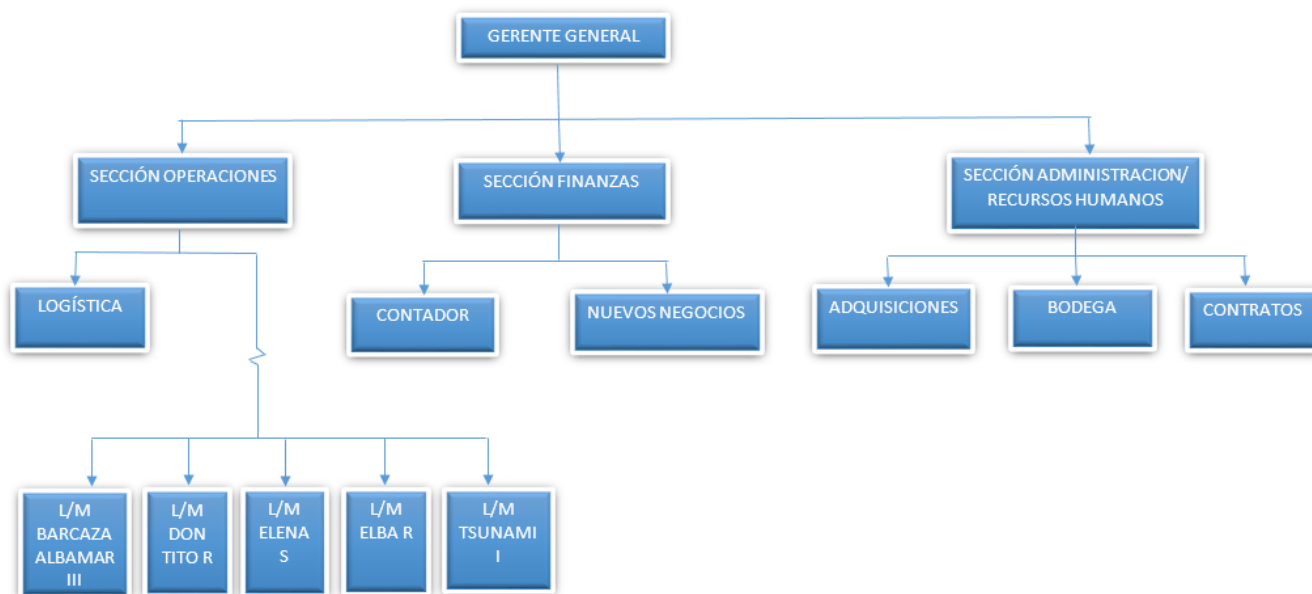 GERENTE GENERAL
SECCIÓN OPERACIONES
SECCIÓN FINANZAS
SECCIÓN ADMINISTRACION/
RECURSOS HUMANOS
LOGÍSTICA
CONTADOR
NUEVOS NEGOCIOS
ADQUISICIONES
BODEGA
CONTRATOS
L/M
BARCAZA
ALBAMAR
III
L/M
DON
TITO R
L/M
ELENA
S
L/M
ELBA R
L/M
TSUNAMI
I